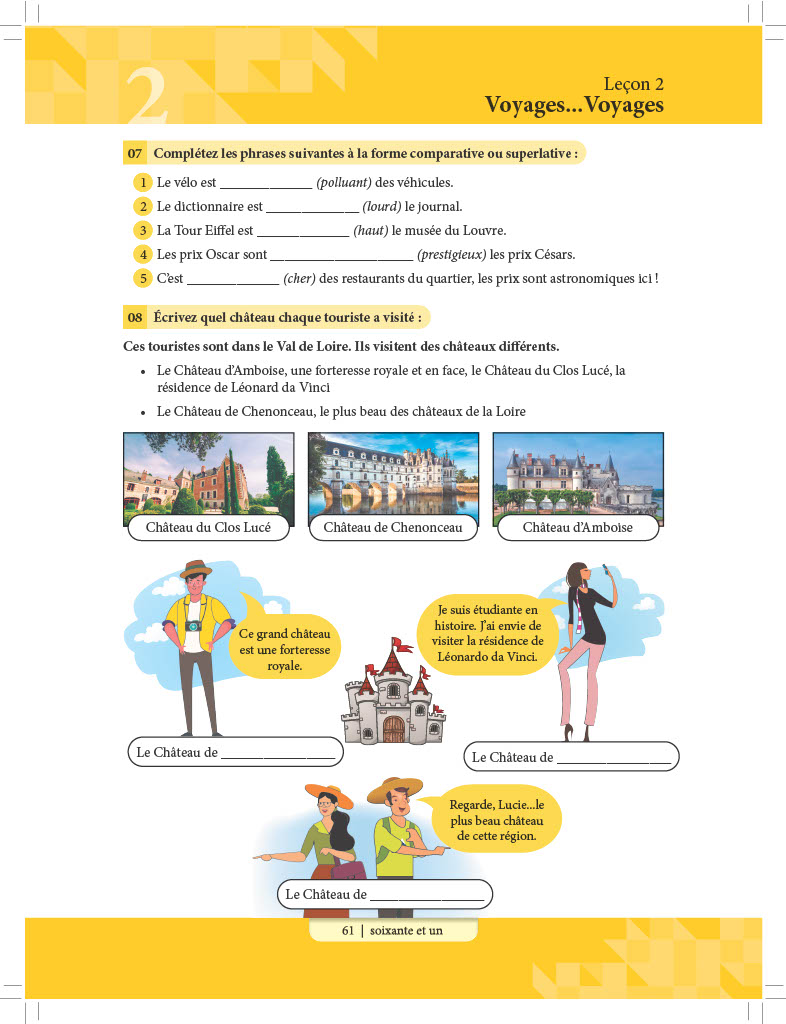 2
Leçon 2
Voyages...Voyages
07 Complétez les phrases suivantes à la forme comparative ou superlative :
1 Le vélo est _____________ (polluant) des véhicules.
2 Le dictionnaire est _____________ (lourd) le journal.
3 La Tour Eiffel est _____________ (haut) le musée du Louvre.
4 Les prix Oscar sont ____________________ (prestigieux) les prix Césars.
5 C’est _____________ (cher) des restaurants du quartier, les prix sont astronomiques ici !
08 Écrivez quel château chaque touriste a visité :
Ces touristes sont dans le Val de Loire. Ils visitent des châteaux différents.
• Le Château d’Amboise, une forteresse royale et en face, le Château du Clos Lucé, la
résidence de Léonard da Vinci
• Le Château de Chenonceau, le plus beau des châteaux de la Loire
Château du Clos Lucé
Château de Chenonceau
Château d’Amboise
Ce grand château
est une forteresse
royale.
Je suis étudiante en
histoire. J’ai envie de
visiter la résidence de
Léonardo da Vinci.
Le Château de ________________
Le Château de ________________
Regarde, Lucie...le
plus beau château
de cette région.
Le Château de ________________
61 | soixante et un